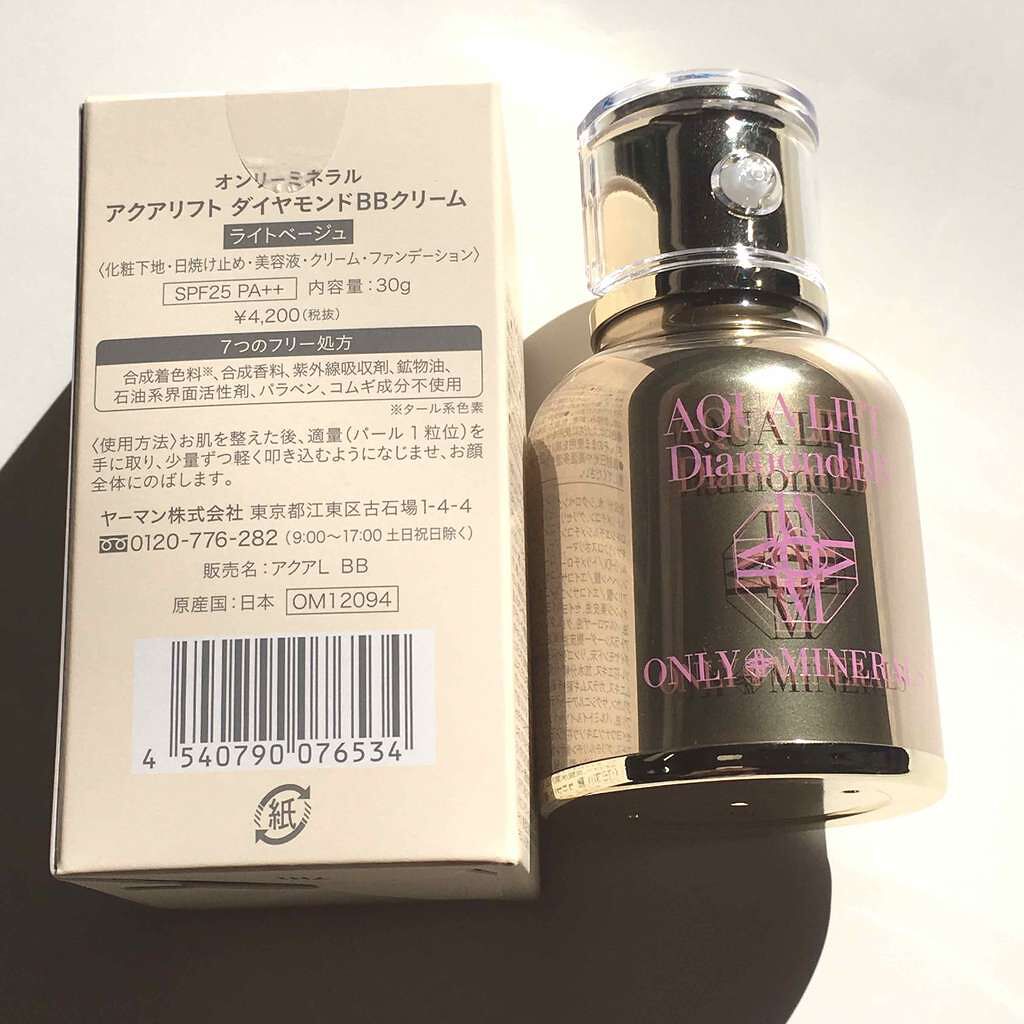 オンリーミネラル
アクアリフト ダイヤモンドBBクリーム
ライトベージュ
〈化粧下地・日焼け止め・美容液・クリーム・ファンデーション〉
SPF25 PA++ 内容量:30g
¥4,200(税抜)
7つのフリー処方
合成着色料※、合成香料、紫外線吸収剤、鉱物油、
石油系界面活性剤、パラベン、コムギ成分不使用
※タール系色素
〈使用方法〉お肌を整えた後、適量(パール1粒位)を
手に取り、少量ずつ軽く叩き込むようになじませ、お顔
全体にのばします。
ヤーマン株式会社 東京都江東区古石場1-4-4
0120-776-282 (9:00〜17:00 土日祝日除く)
販売名:アクアL BB
原産国:日本 OM12094
4 540790 076534
紙
AQUA LIFT
Diamond BB
ONLY MINERALS